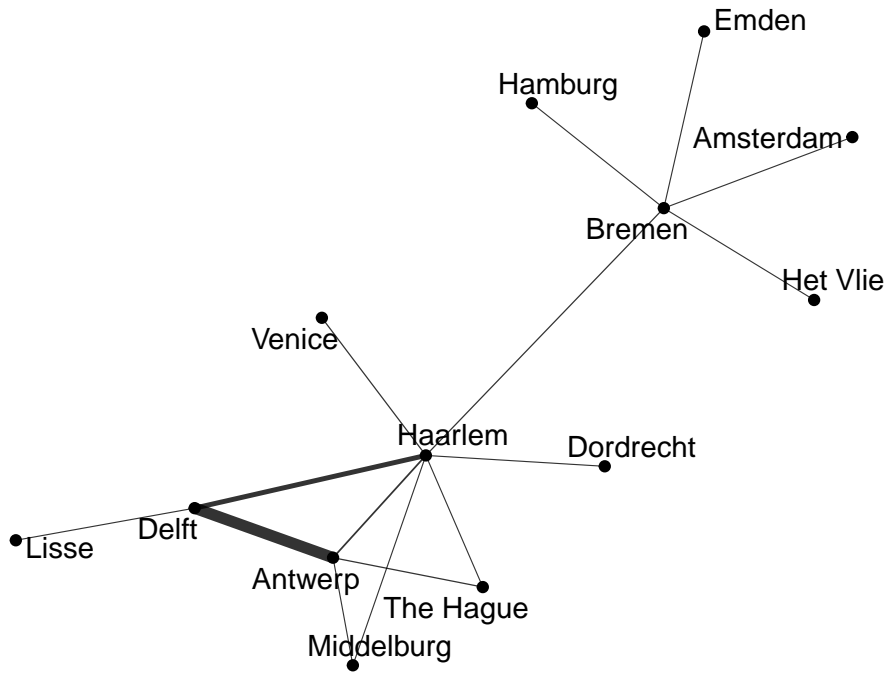 Emden
Hamburg
Amsterdam
Bremen
Het Vlie
Venice
Haarlem
Dordrecht
Delft
Lisse
Antwerp
The Hague
Middelburg